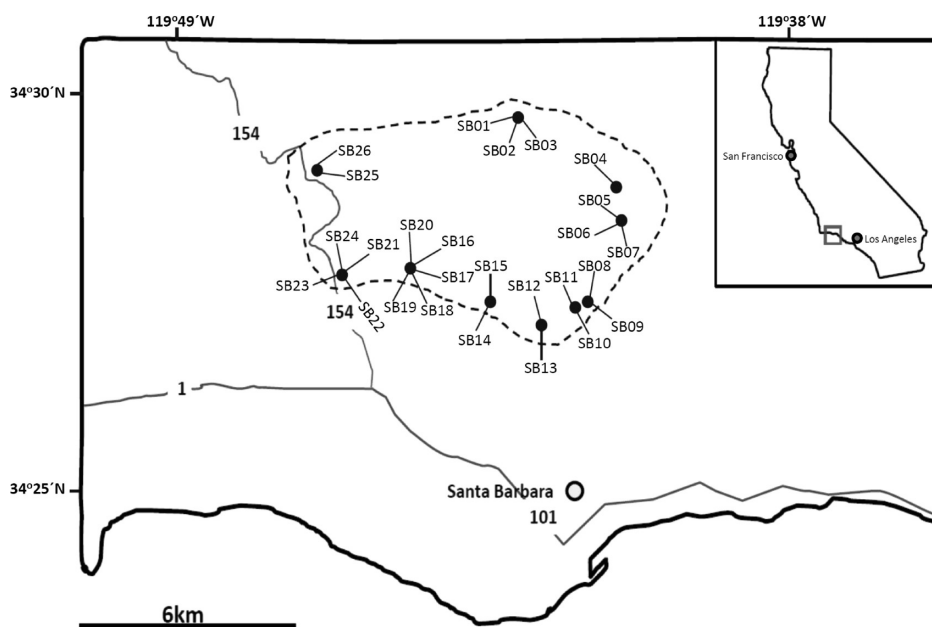 119º49´W
119º38´W
34º30´N
154
SB01
SB02
SB03
San Francisco
Los Angeles
SB26
SB25
SB04
SB05
SB06
SB07
SB20
SB16
SB17
SB19
SB18
SB24
SB21
SB23
SB22
154
SB15
SB14
SB12
SB13
SB11
SB08
SB09
SB10
1
34º25´N
Santa Barbara
101
6km